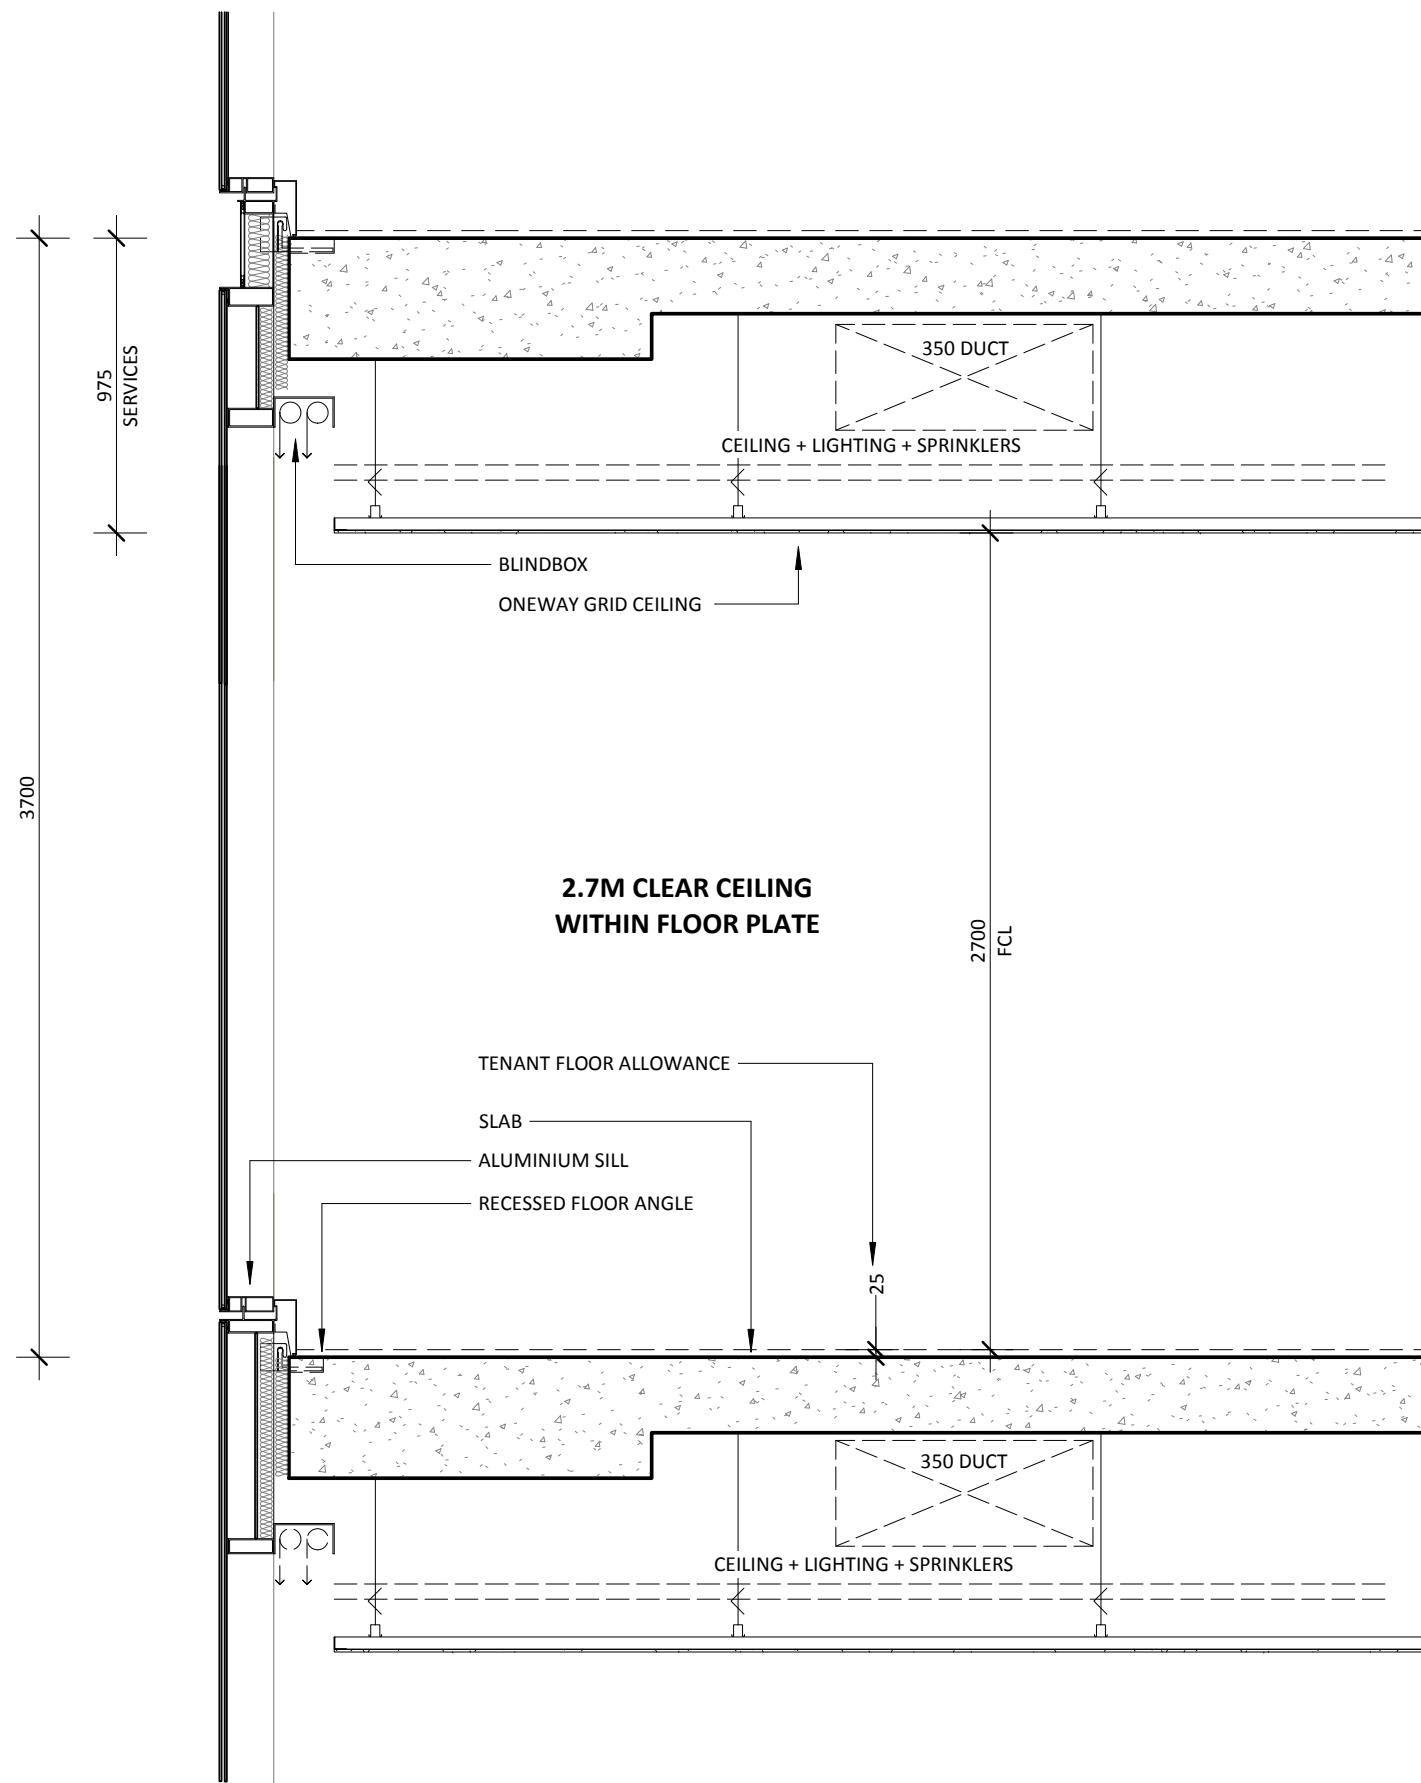 350 DUCT
975
SERVICES
CEILING + LIGHTING + SPRINKLERS
BLINDBOX
ONEWAY GRID CEILING
3700
2.7M CLEAR CEILING
WITHIN FLOOR PLATE
2700
FCL
TENANT FLOOR ALLOWANCE
SLAB
ALUMINIUM SILL
RECESSED FLOOR ANGLE
25
350 DUCT
CEILING + LIGHTING + SPRINKLERS